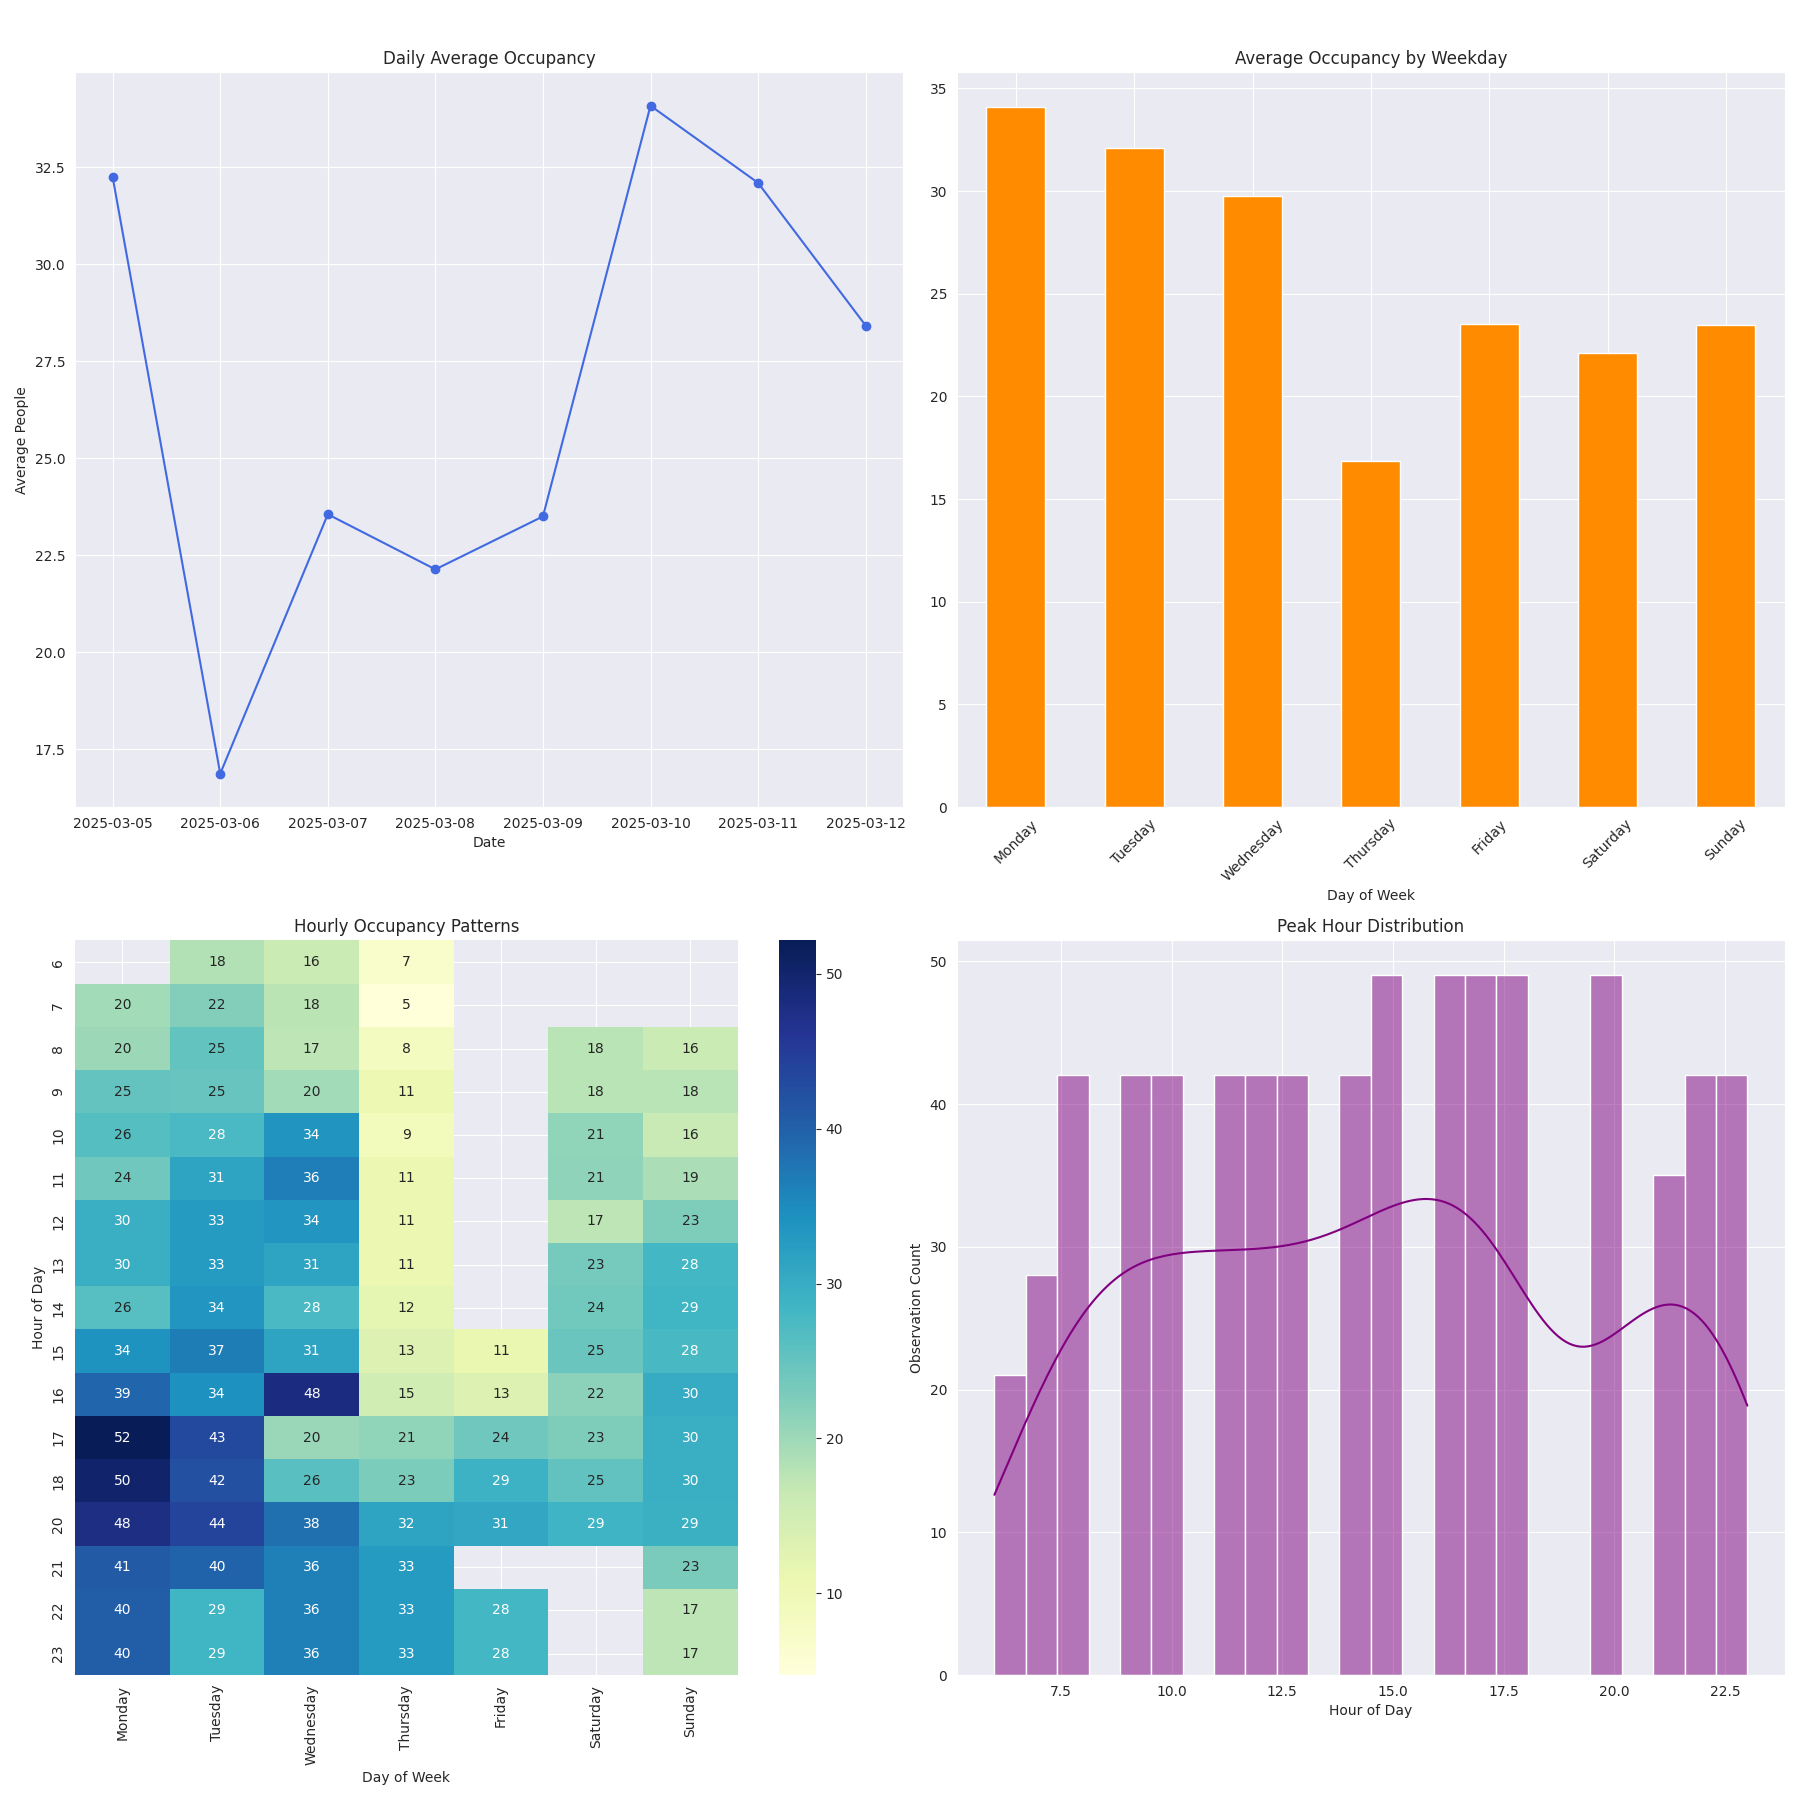 Daily Average Occupancy
32.5
30.0
27.5
25.0
22.5
20.0
17.5
Average People
2025-03-05 2025-03-06 2025-03-07 2025-03-08 2025-03-09 2025-03-10 2025-03-11 2025-03-12
Date
Average Occupancy by Weekday
35
30
25
20
15
10
5
0
Monday Tuesday Wednesday Thursday Friday Saturday Sunday
Day of Week
Hourly Occupancy Patterns
Hour of Day
6 18 16 7
7 20 22 18 5
8 20 25 17 8 18 16
9 25 25 20 11 18 18
10 26 28 34 9 21 16
11 24 31 36 11 21 19
12 30 33 34 11 17 23
13 30 33 31 11 23 28
14 26 34 28 12 24 29
15 34 37 31 13 11 25 28
16 39 34 48 15 13 22 30
17 52 43 20 21 24 23 30
18 50 42 26 23 29 25 30
20 48 44 38 32 31 29 29
21 41 40 36 33 23
22 40 29 36 33 28 17
23 40 29 36 33 28 17
Monday Tuesday Wednesday Thursday Friday Saturday Sunday
Day of Week
50
40
30
20
10
Peak Hour Distribution
50
40
30
20
10
0
Observation Count
7.5 10.0 12.5 15.0 17.5 20.0 22.5
Hour of Day